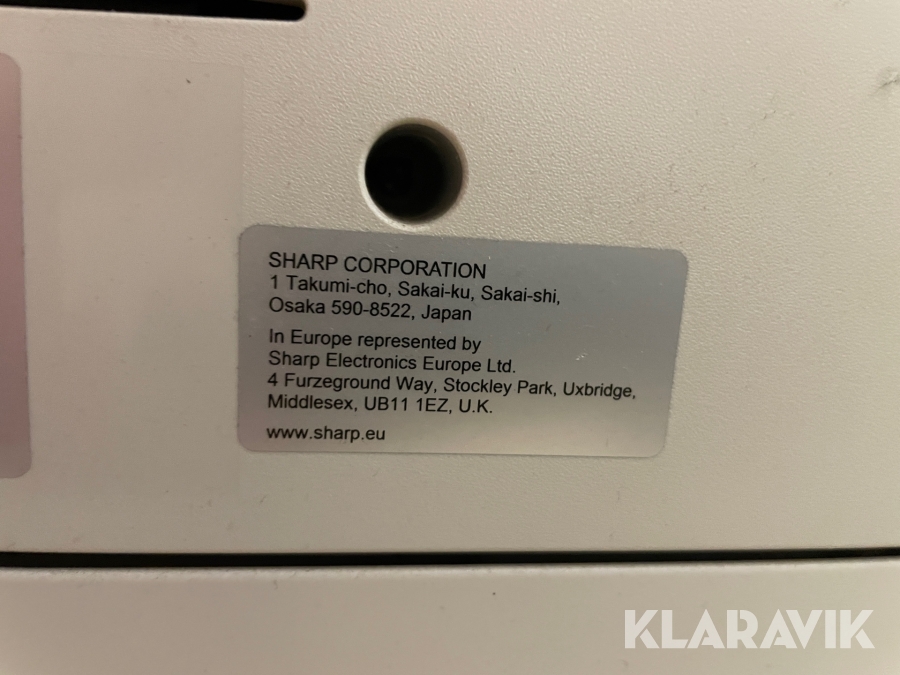 SHARP CORPORATION
1 Takumi-cho, Sakai-ku, Sakai-shi,
Osaka 590-8522, Japan
In Europe represented by
Sharp Electronics Europe Ltd.
4 Furzeground Way, Stockley Park, Uxbridge,
Middlesex, UB11 1EZ, U.K.
www.sharp.eu
KLARAVIK